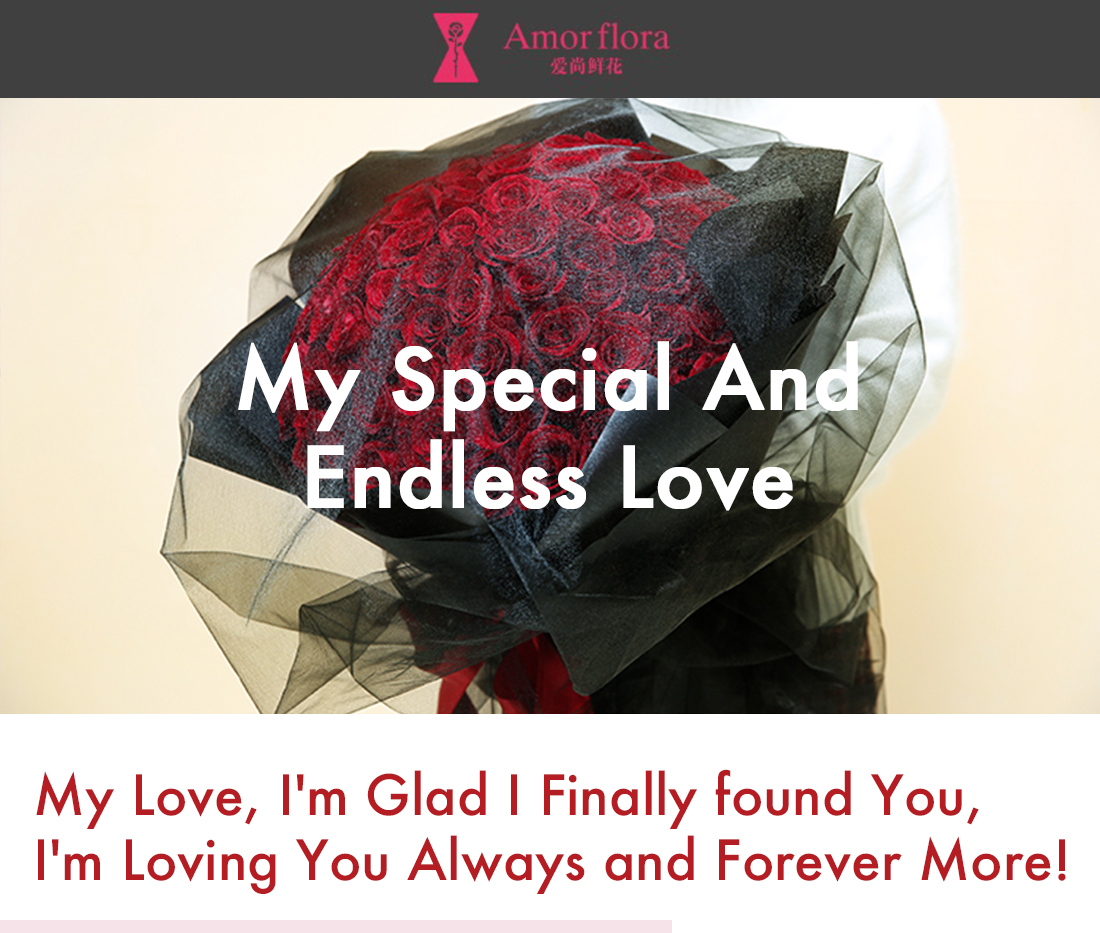 Amor flora
爱尚鲜花
My Special And
Endless Love
My Love, I'm Glad I Finally found You,
I'm Loving You Always and Forever More!